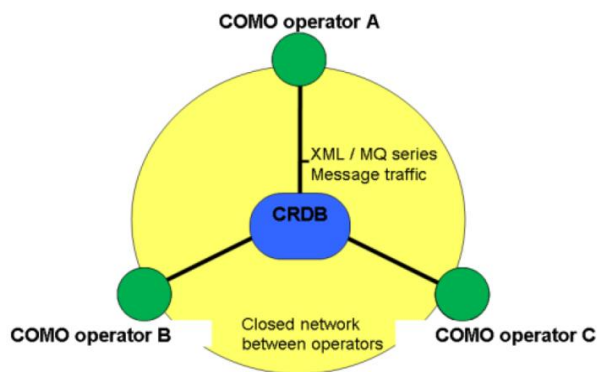 COMO operator A
XML / MQ series
Message traffic
CRDB
COMO operator B
Closed network
between operators
COMO operator C